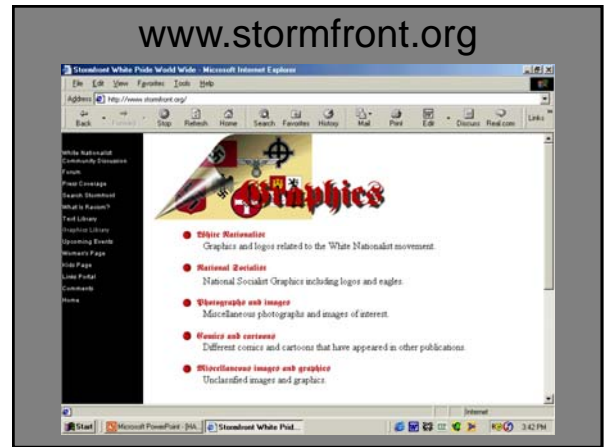 www.stormfront.org
Stormfront White Pride World Wide - Microsoft Internet Explorer
File Edit View Favorites Tools Help
Address http://www.stormfront.org/
Back Stop Refresh Home Search Favorites History Mail Print Edit Discuss Real.com Links
White Nationalist
Community Discussion
Forum
Press Coverage
Search Stormfront
What is Racism?
Text Library
Graphics Library
Upcoming Events
Women's Page
Kids Page
Links Portal
Comments
Home
Graphics
White Nationalist
Graphics and logos related to the White Nationalist movement.
National Socialist
National Socialist Graphics including logos and eagles.
Photographs and images
Miscellaneous photographs and images of interest.
Comics and cartoons
Different comics and cartoons that have appeared in other publications.
Miscellaneous images and graphics
Unclassified images and graphics.
Internet
Start Microsoft PowerPoint - [HA... Stormfront White Prid... 3:42 PM